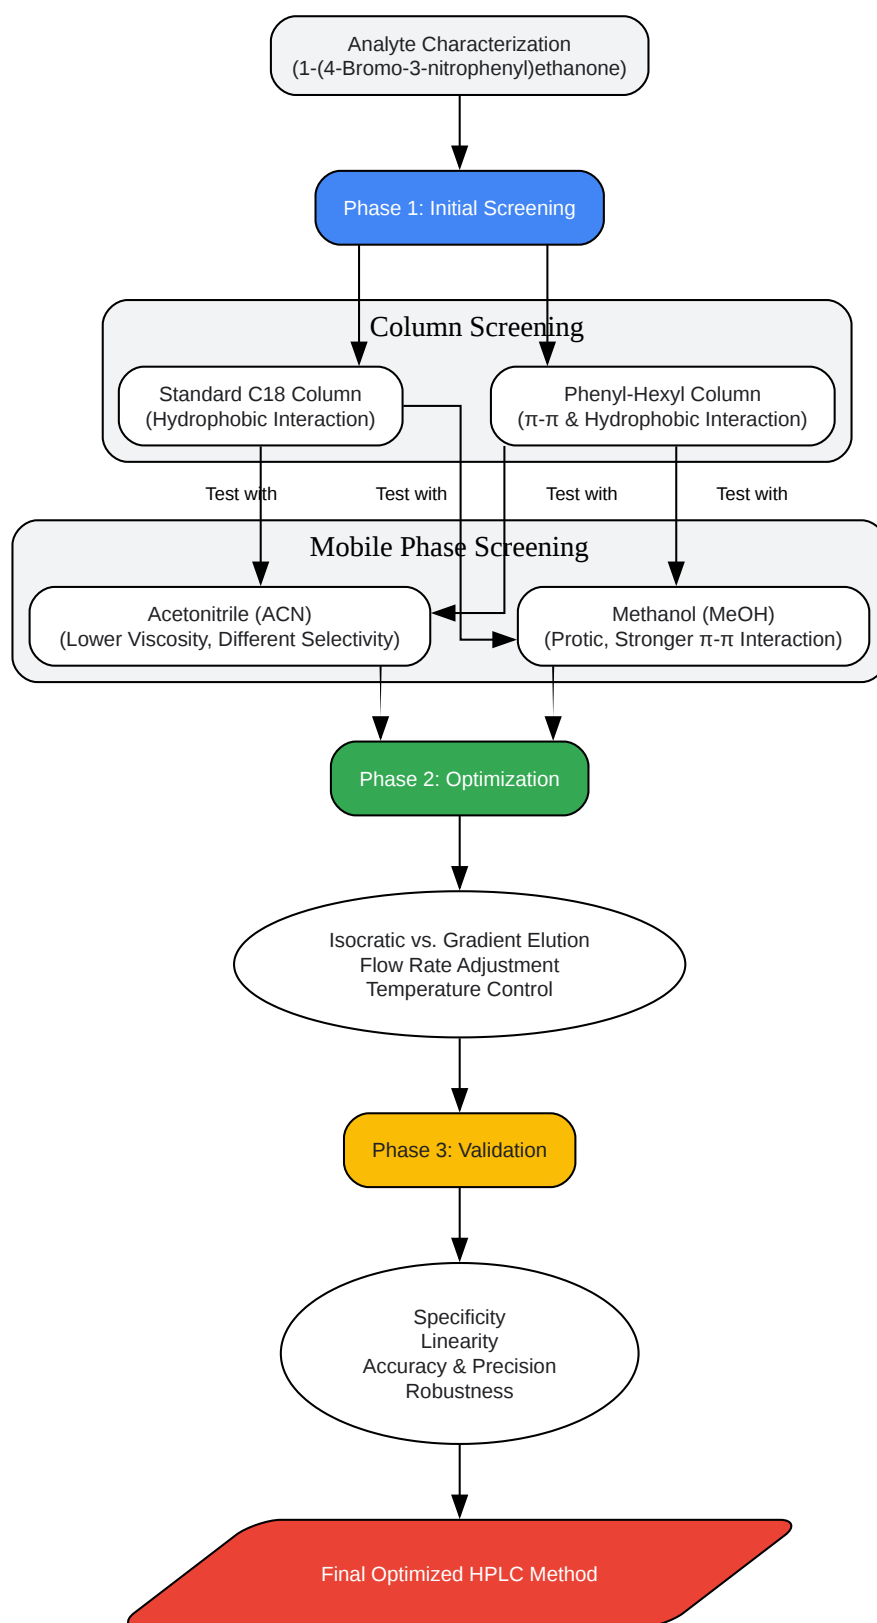 Analyte Characterization
(1-(4-Bromo-3-nitrophenyl)ethanone)
Phase 1: Initial Screening
Column Screening
Standard C18 Column
(Hydrophobic Interaction)
Phenyl-Hexyl Column
(π-π & Hydrophobic Interaction)
Test with
Test with
Test with
Test with
Mobile Phase Screening
Acetonitrile (ACN)
(Lower Viscosity, Different Selectivity)
Methanol (MeOH)
(Protic, Stronger π-π Interaction)
Phase 2: Optimization
Isocratic vs. Gradient Elution
Flow Rate Adjustment
Temperature Control
Phase 3: Validation
Specificity
Linearity
Accuracy & Precision
Robustness
Final Optimized HPLC Method